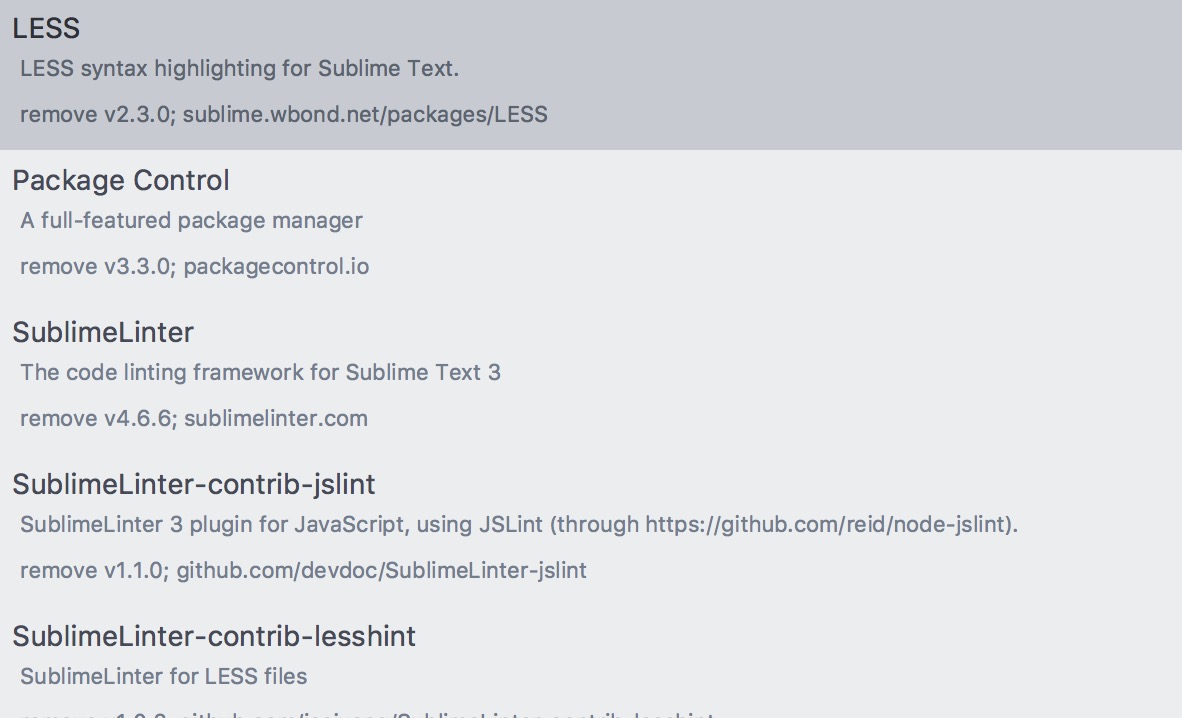 LESS
LESS syntax highlighting for Sublime Text.
remove v2.3.0; sublime.wbond.net/packages/LESS
Package Control
A full-featured package manager
remove v3.3.0; packagecontrol.io
SublimeLinter
The code linting framework for Sublime Text 3
remove v4.6.6; sublimelinter.com
SublimeLinter-contrib-jslint
SublimeLinter 3 plugin for JavaScript, using JSLint (through https://github.com/reid/node-jslint).
remove v1.1.0; github.com/devdoc/SublimeLinter-jslint
SublimeLinter-contrib-lesshint
SublimeLinter for LESS files
remove